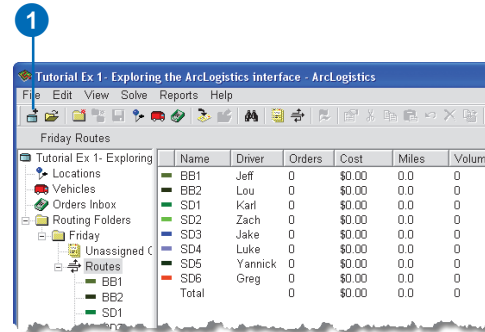 1
Tutorial Ex 1- Exploring the ArcLogistics interface - ArcLogistics
File Edit View Solve Reports Help
Friday Routes
Tutorial Ex 1- Exploring
Locations
Vehicles
Orders Inbox
Routing Folders
Friday
Unassigned (
Routes
BB1
BB2
SD1
Name Driver Orders Cost Miles Volum
BB1 Jeff 0 $0.00 0.0 0
BB2 Lou 0 $0.00 0.0 0
SD1 Karl 0 $0.00 0.0 0
SD2 Zach 0 $0.00 0.0 0
SD3 Jake 0 $0.00 0.0 0
SD4 Luke 0 $0.00 0.0 0
SD5 Yannick 0 $0.00 0.0 0
SD6 Greg 0 $0.00 0.0 0
Total 0 $0.00 0.0 0